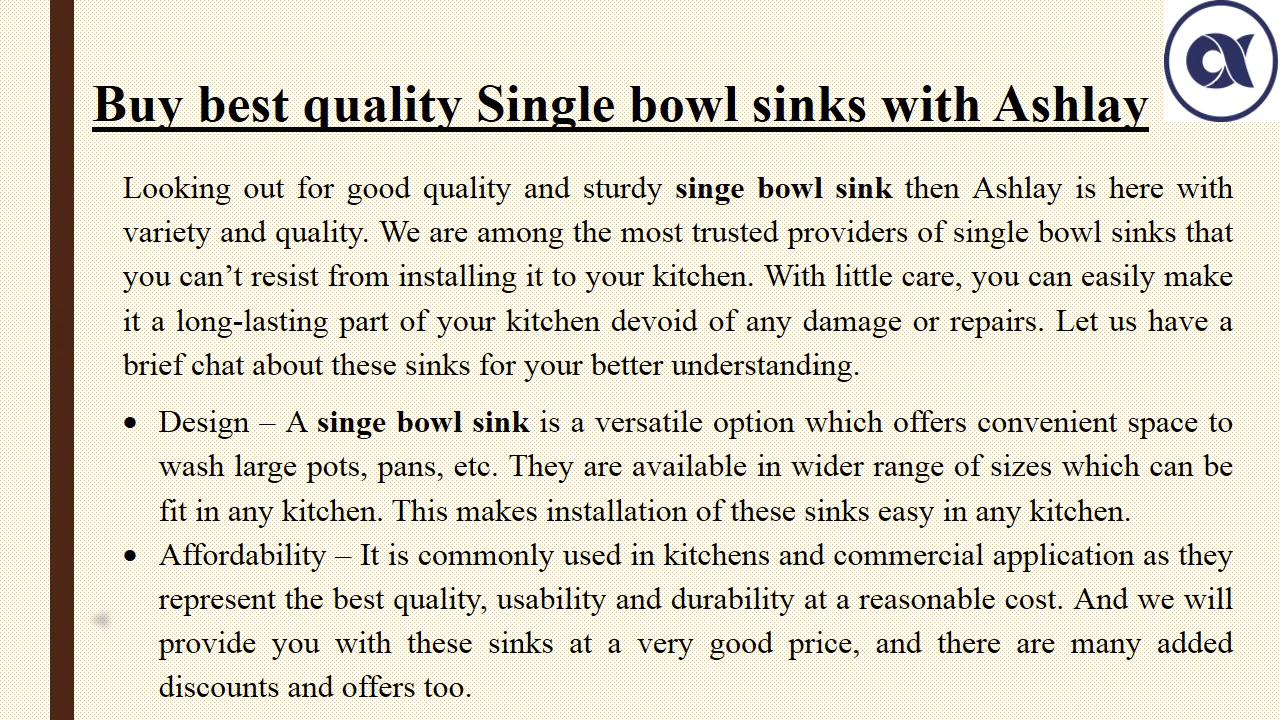 Buy best quality Single bowl sinks with Ashlay
Looking out for good quality and sturdy singe bowl sink then Ashlay is here with
variety and quality. We are among the most trusted providers of single bowl sinks that
you can’t resist from installing it to your kitchen. With little care, you can easily make
it a long-lasting part of your kitchen devoid of any damage or repairs. Let us have a
brief chat about these sinks for your better understanding.
• Design – A singe bowl sink is a versatile option which offers convenient space to
wash large pots, pans, etc. They are available in wider range of sizes which can be
fit in any kitchen. This makes installation of these sinks easy in any kitchen.
• Affordability – It is commonly used in kitchens and commercial application as they
represent the best quality, usability and durability at a reasonable cost. And we will
provide you with these sinks at a very good price, and there are many added
discounts and offers too.